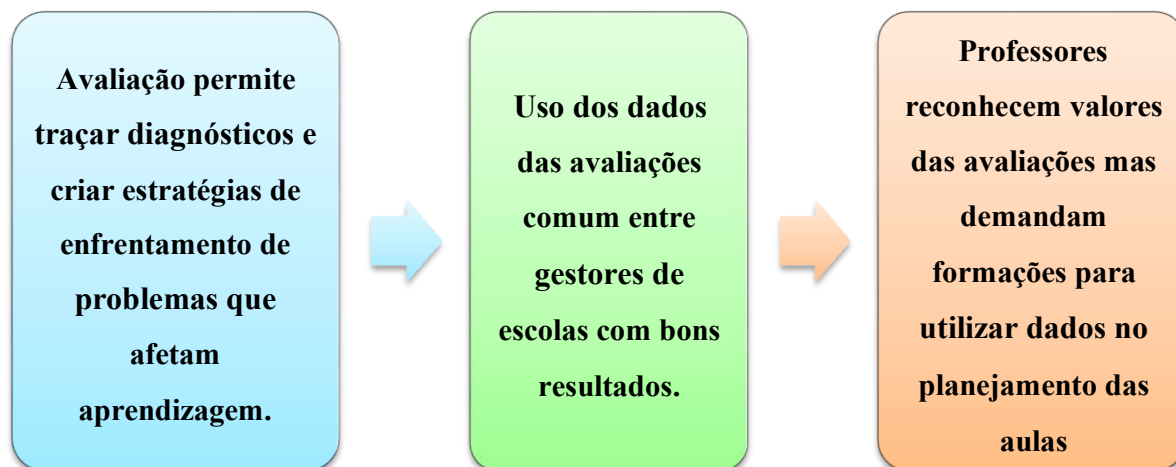 Avaliação permite
traçar diagnósticos e
criar estratégias de
enfrentamento de
problemas que
afetam
aprendizagem.
Uso dos dados
das avaliações
comum entre
gestores de
escolas com bons
resultados.
Professores
reconhecem valores
das avaliações mas
demandam
formações para
utilizar dados no
planejamento das
aulas